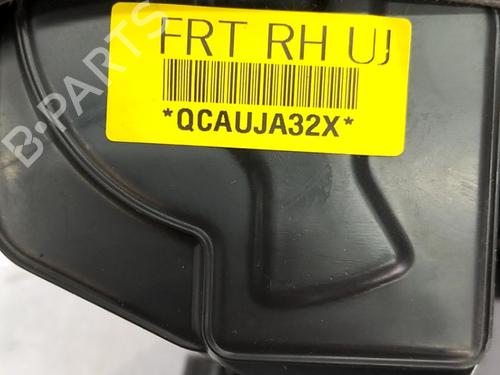 FRT RH UJ
*QCAUJA32X*
B-PARTS